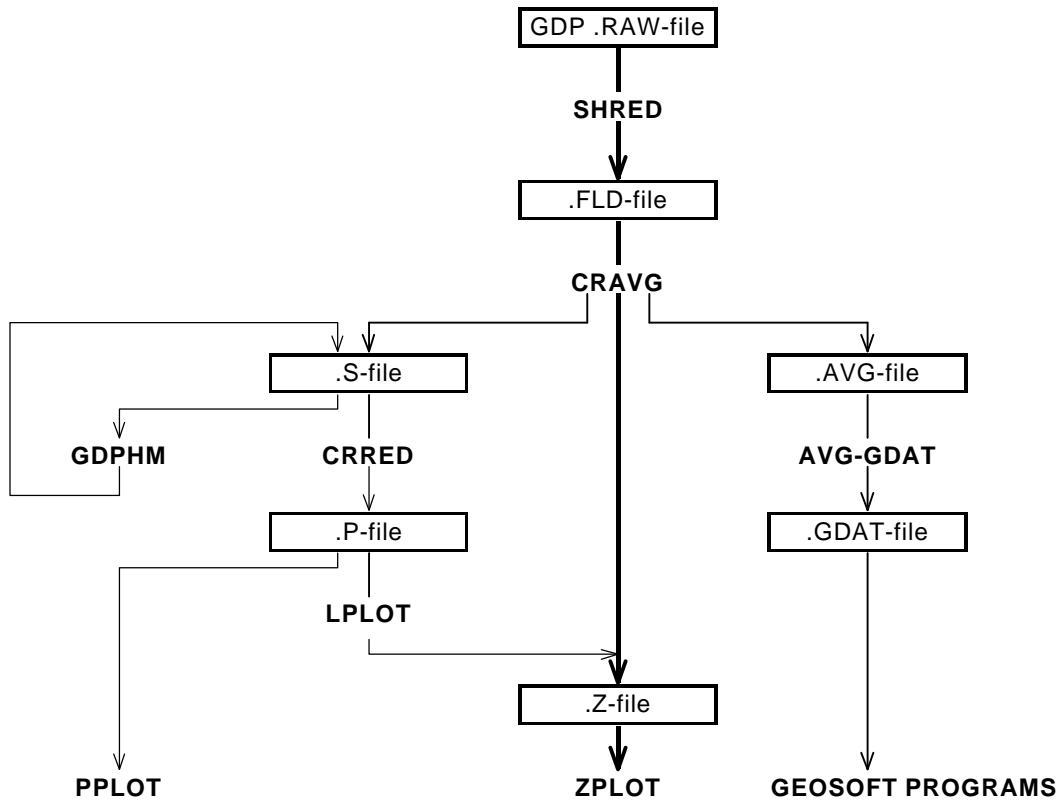 GDP .RAW-file
SHRED
.FLD-file
CRAVG
.S-file
.AVG-file
GDPHM
CRRED
AVG-GDAT
.P-file
.GDAT-file
LPLOT
.Z-file
PPLOT
ZPLOT
GEOSOFT PROGRAMS